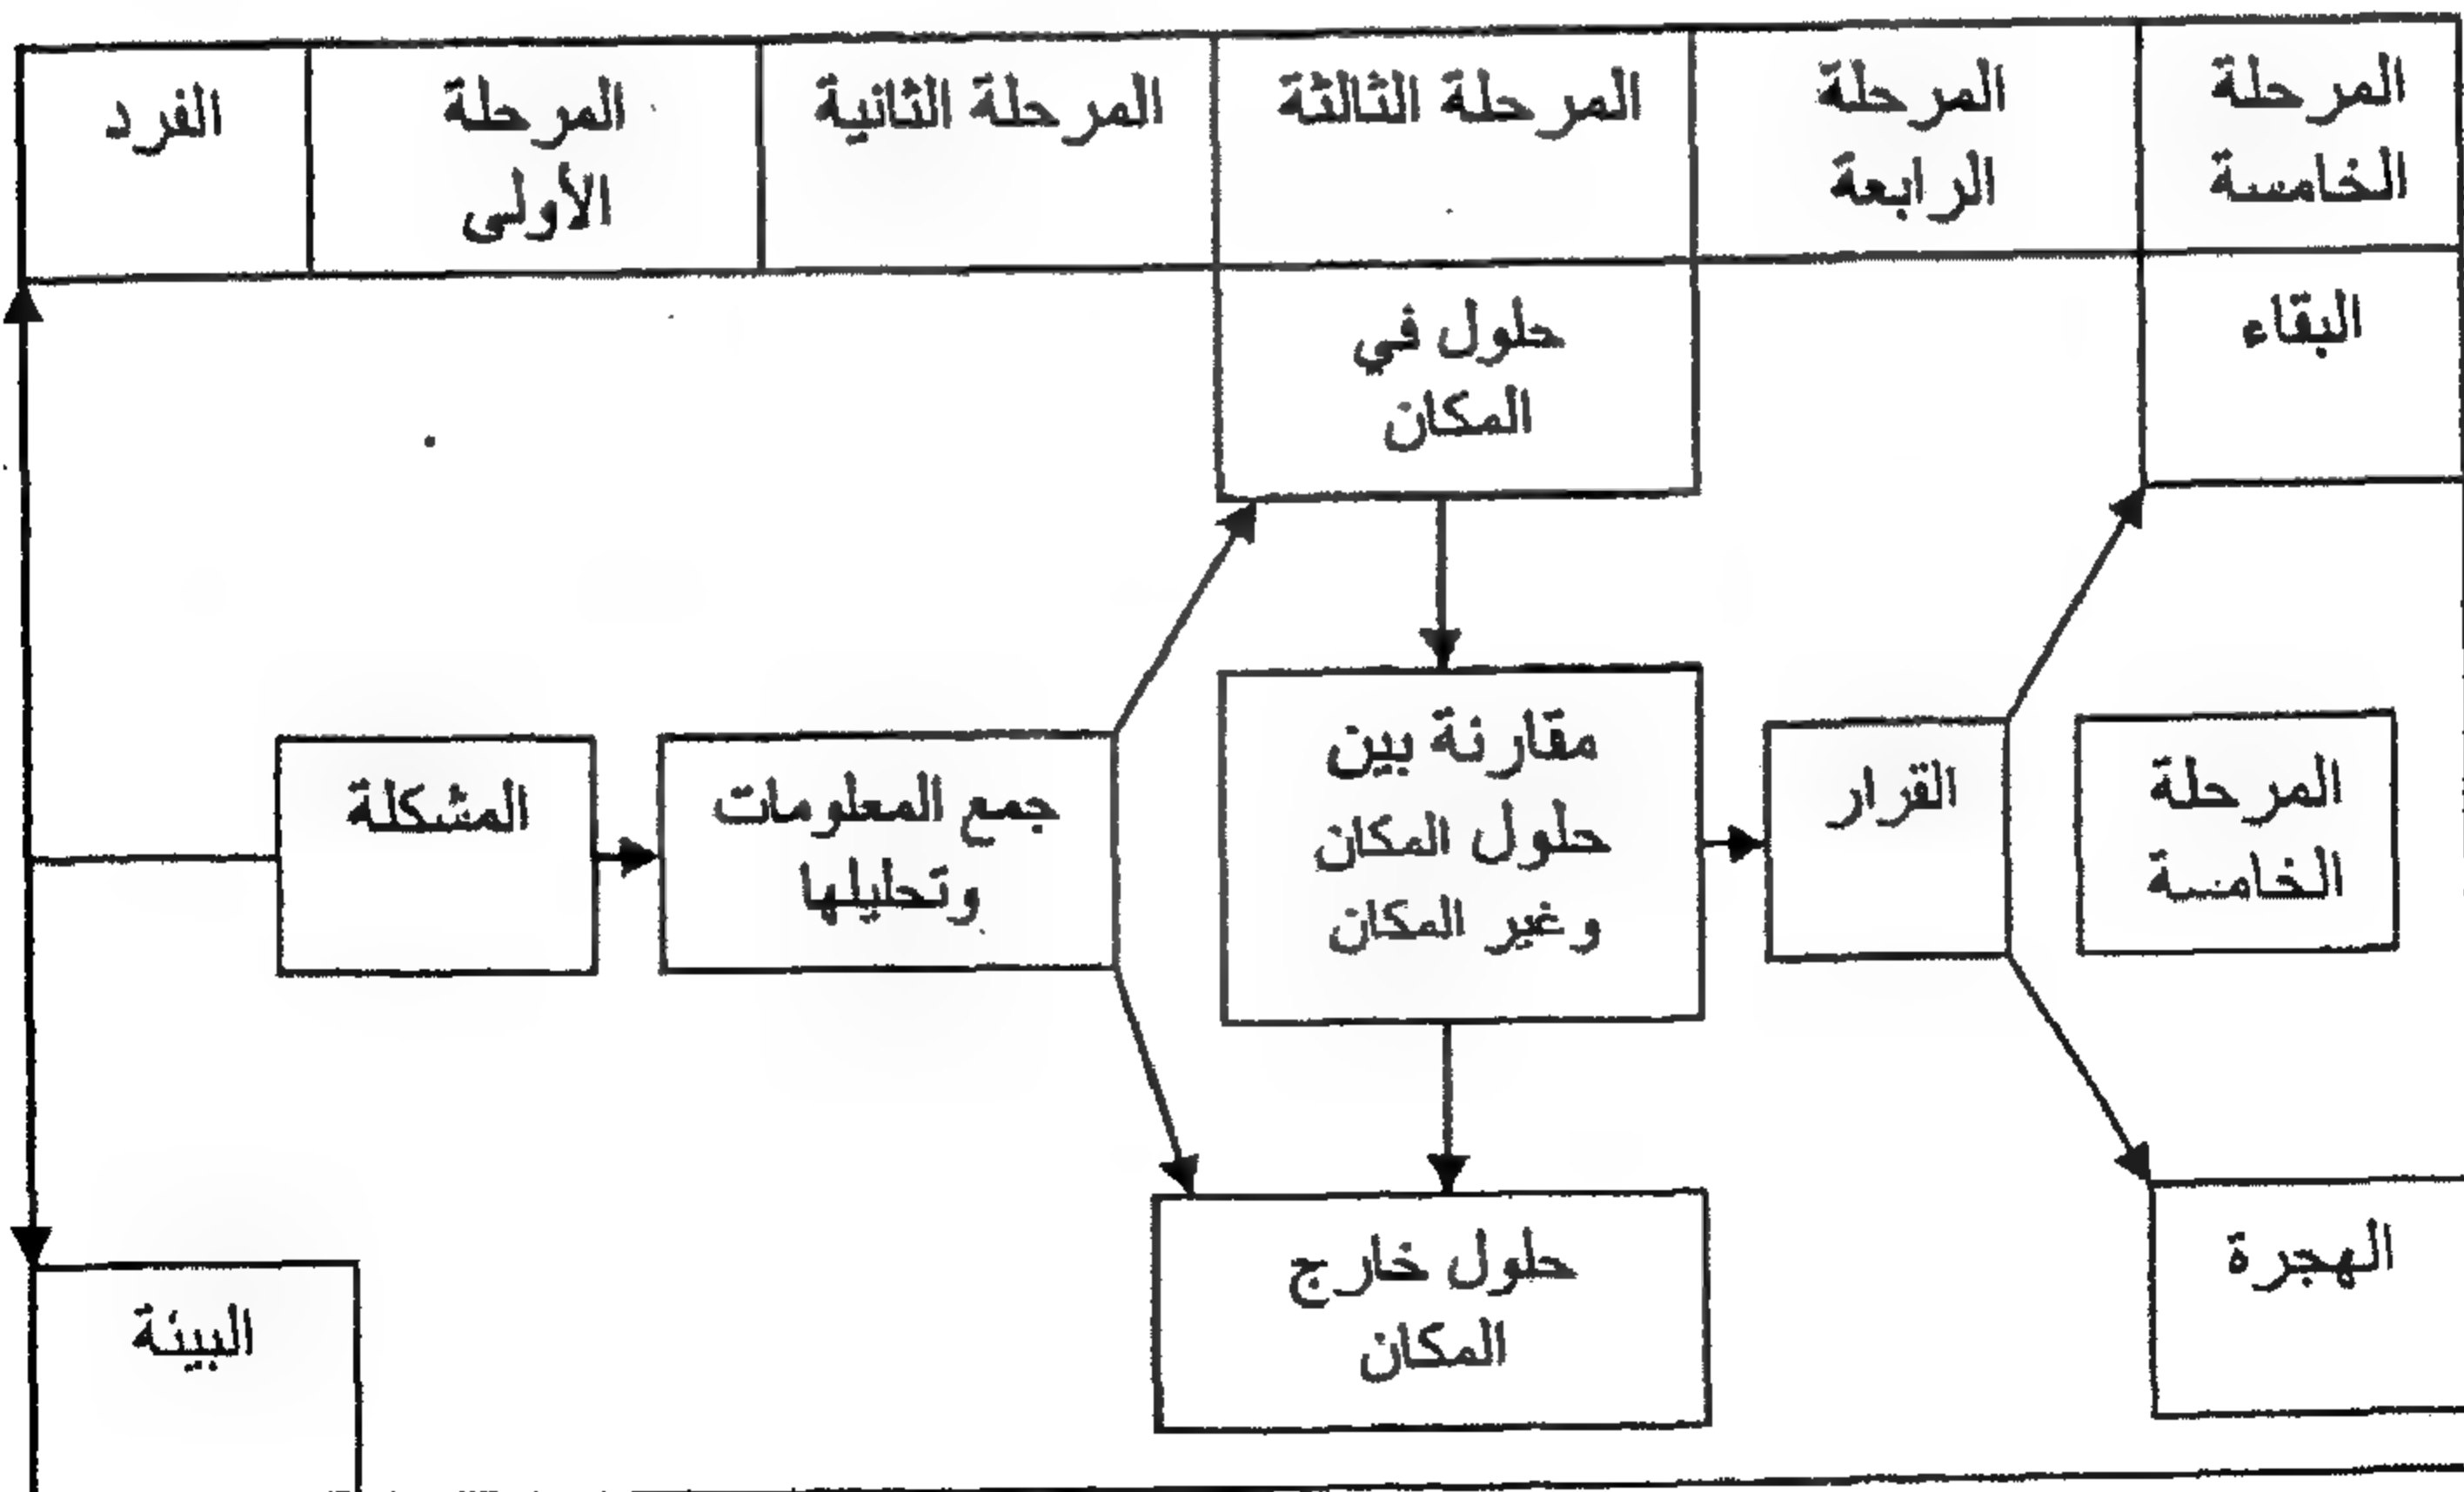 الفرد
المرحلة
الأولى
المرحلة الثانية
المرحلة الثالثة
المرحلة
الرابعة
المرحلة
الخامسة
حلول في
المكان
البقاء
المشكلة
جمع المعلومات
وتحليلها
مقارنة بين
حلول المكان
وغير المكان
القرار
المرحلة
الخامسة
حلول خارج
المكان
الهجرة
البيئة